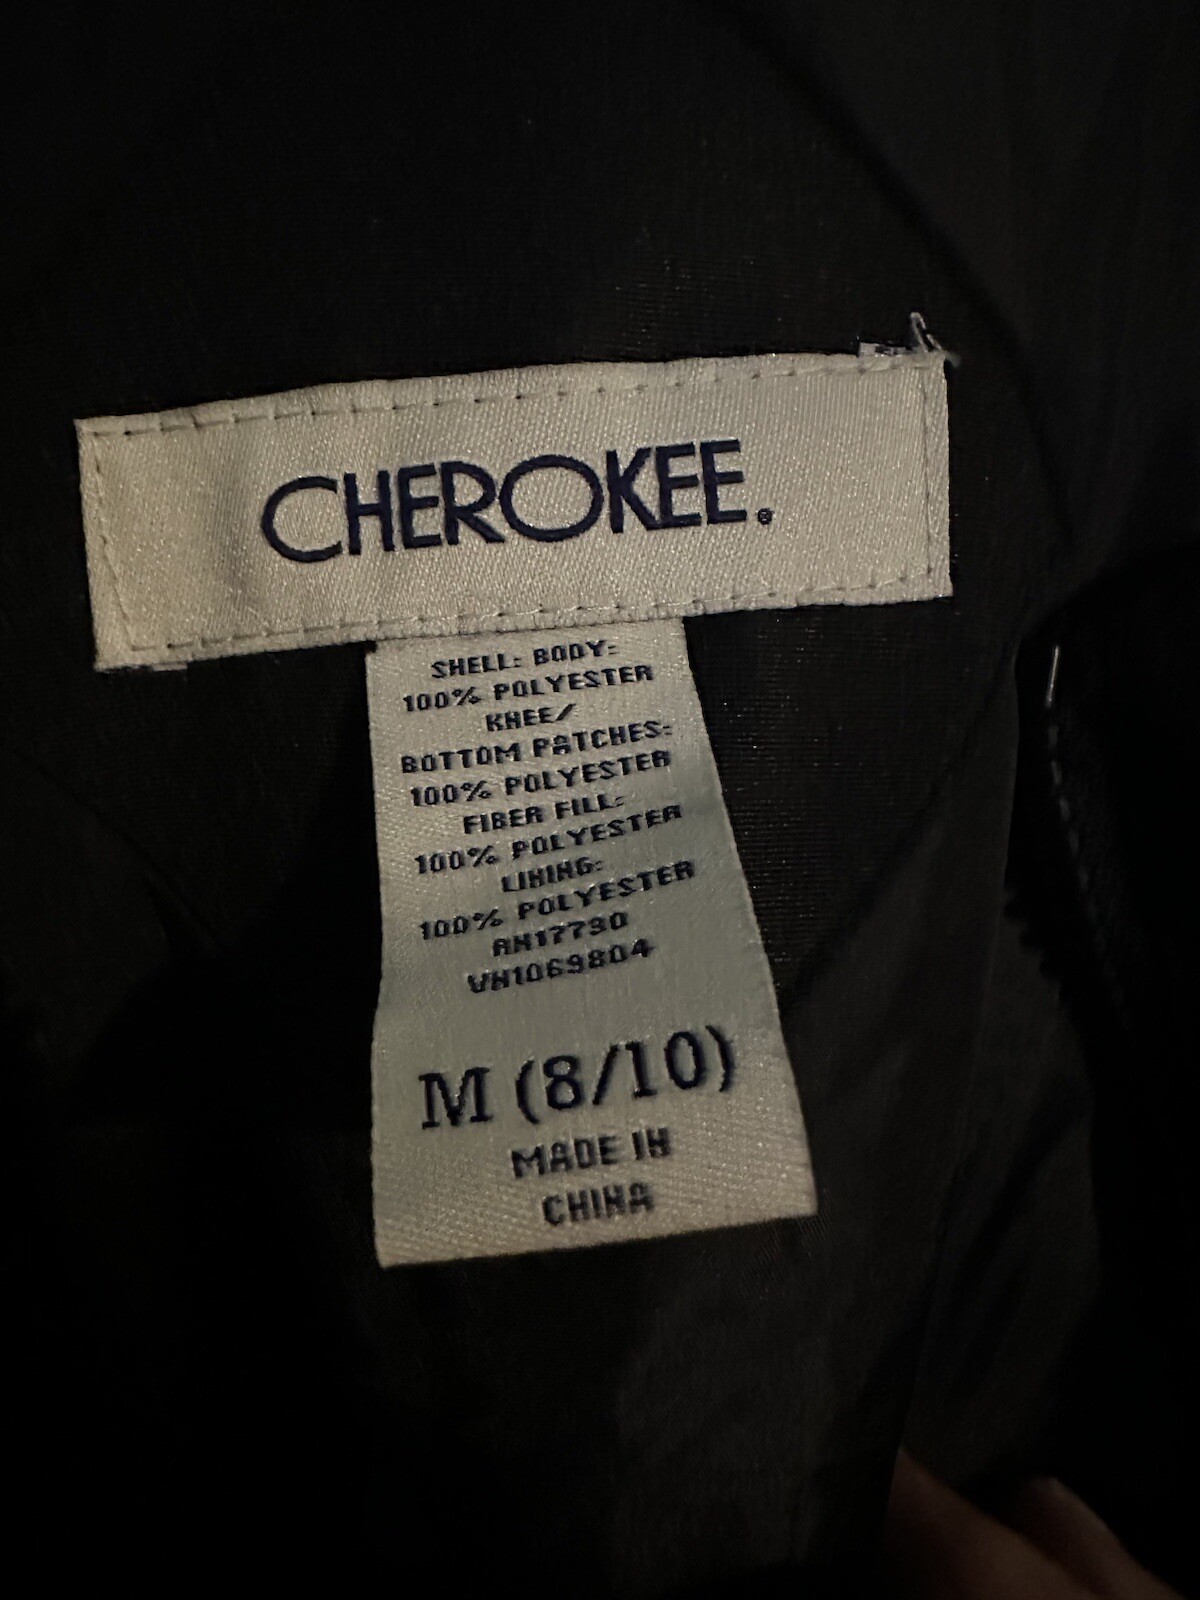 CHEROKEE.
SHELL: BODY:
100% POLYESTER
KNEE/
BOTTOM PATCHES:
100% POLYESTER
FIBER FILL:
100% POLYESTER
LINING:
100% POLYESTER
RN17730
VN1069804
M (8/10)
MADE IN
CHINA